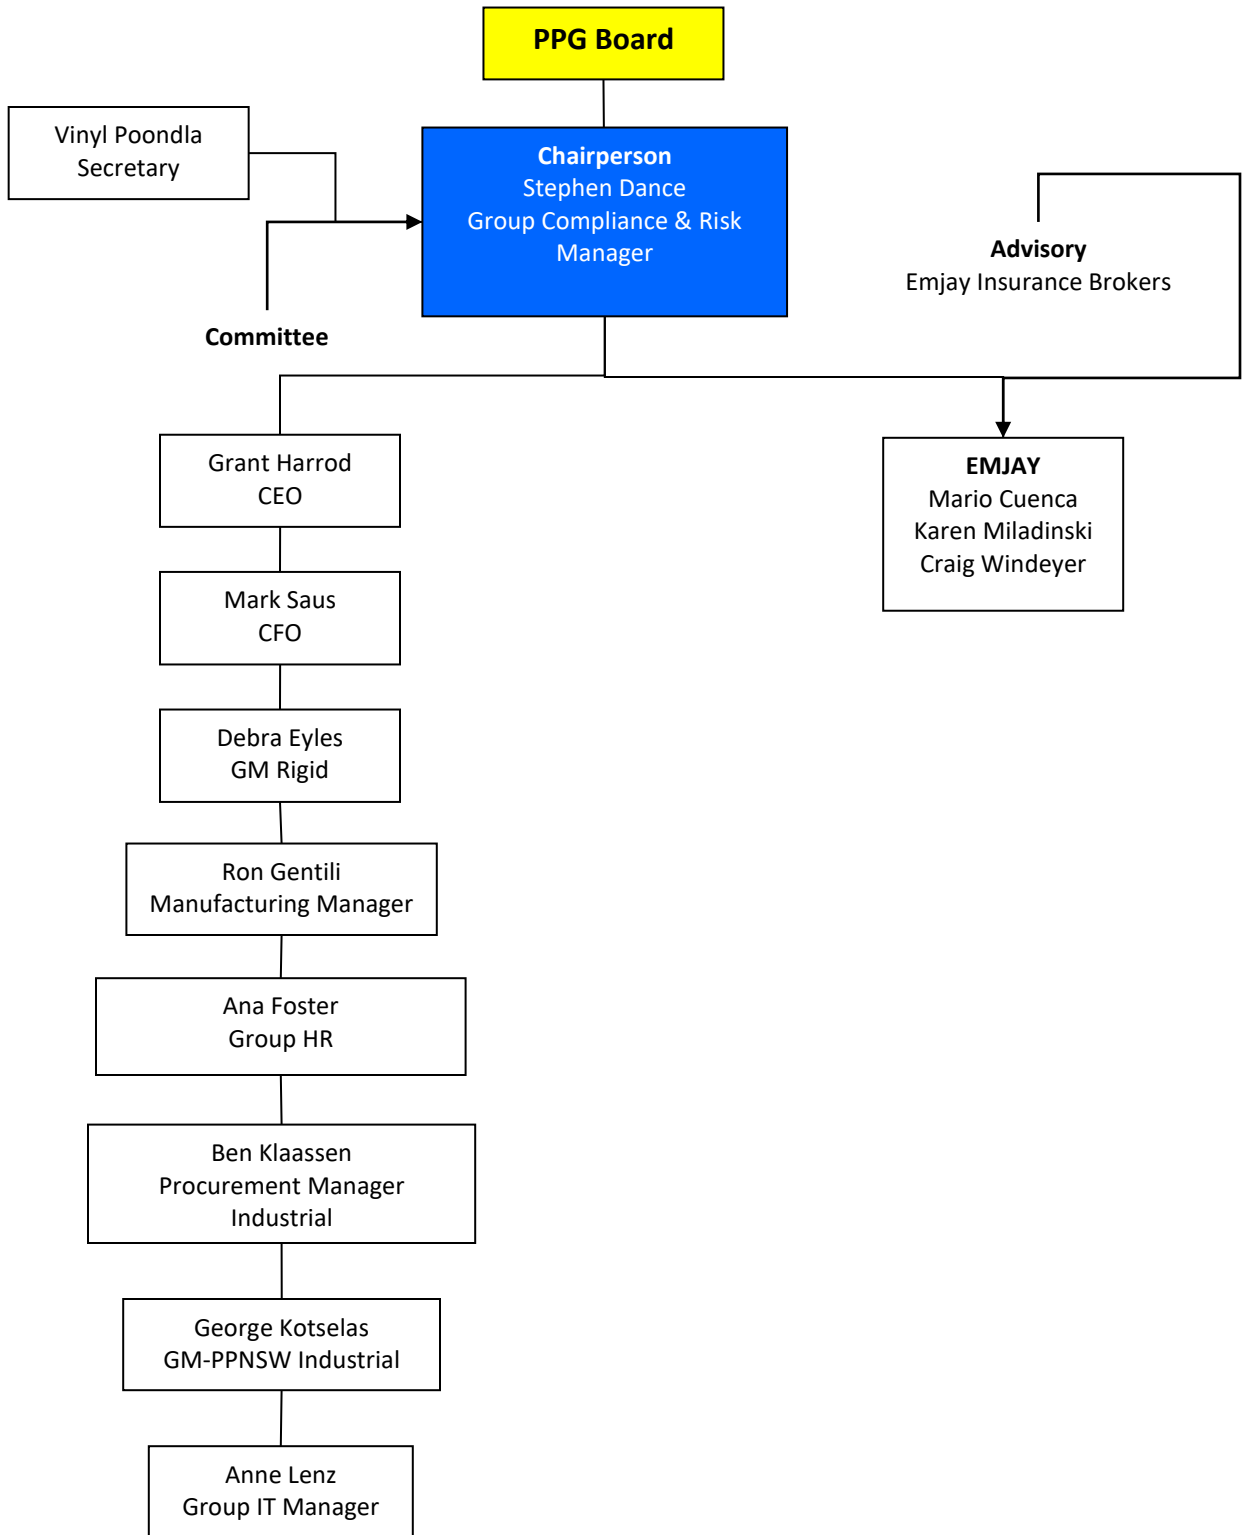 PPG Board
Vinyl Poondla
Secretary
Chairperson
Stephen Dance
Group Compliance & Risk
Manager
Advisory
Emjay Insurance Brokers
Committee
Grant Harrod
CEO
EMJAY
Mario Cuenca
Karen Miladinski
Craig Windeyer
Mark Saus
CFO
Debra Eyles
GM Rigid
Ron Gentili
Manufacturing Manager
Ana Foster
Group HR
Ben Klaassen
Procurement Manager
Industrial
George Kotselas
GM-PPNSW Industrial
Anne Lenz
Group IT Manager